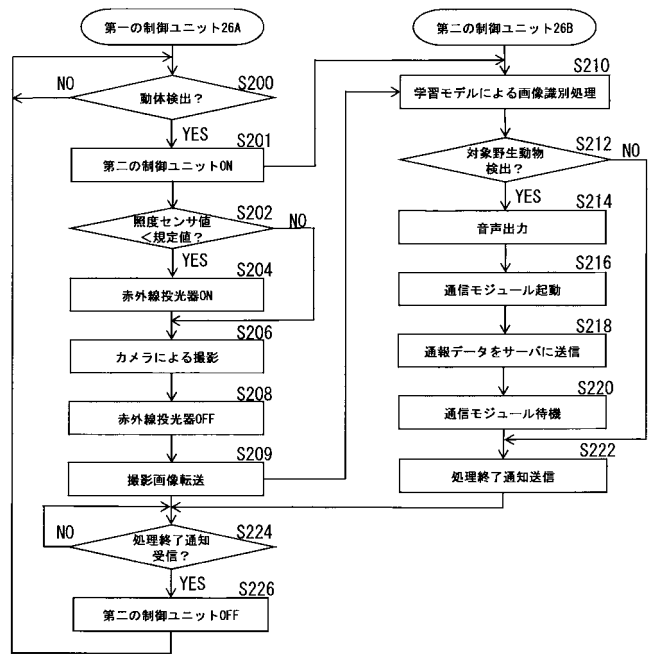 第一の制御ユニット26A
NO
動体検出?
S200
YES
S201
第二の制御ユニットON
S202
照度センサ値
<規定値?
NO
YES
S204
赤外線投光器ON
S206
カメラによる撮影
S208
赤外線投光器OFF
S209
撮影画像転送
NO
S224
処理終了通知
受信?
YES
S226
第二の制御ユニットOFF
第二の制御ユニット26B
S210
学習モデルによる画像識別処理
S212
対象野生動物
検出?
NO
YES
S214
音声出力
S216
通信モジュール起動
S218
通報データをサーバに送信
S220
通信モジュール待機
S222
処理終了通知送信